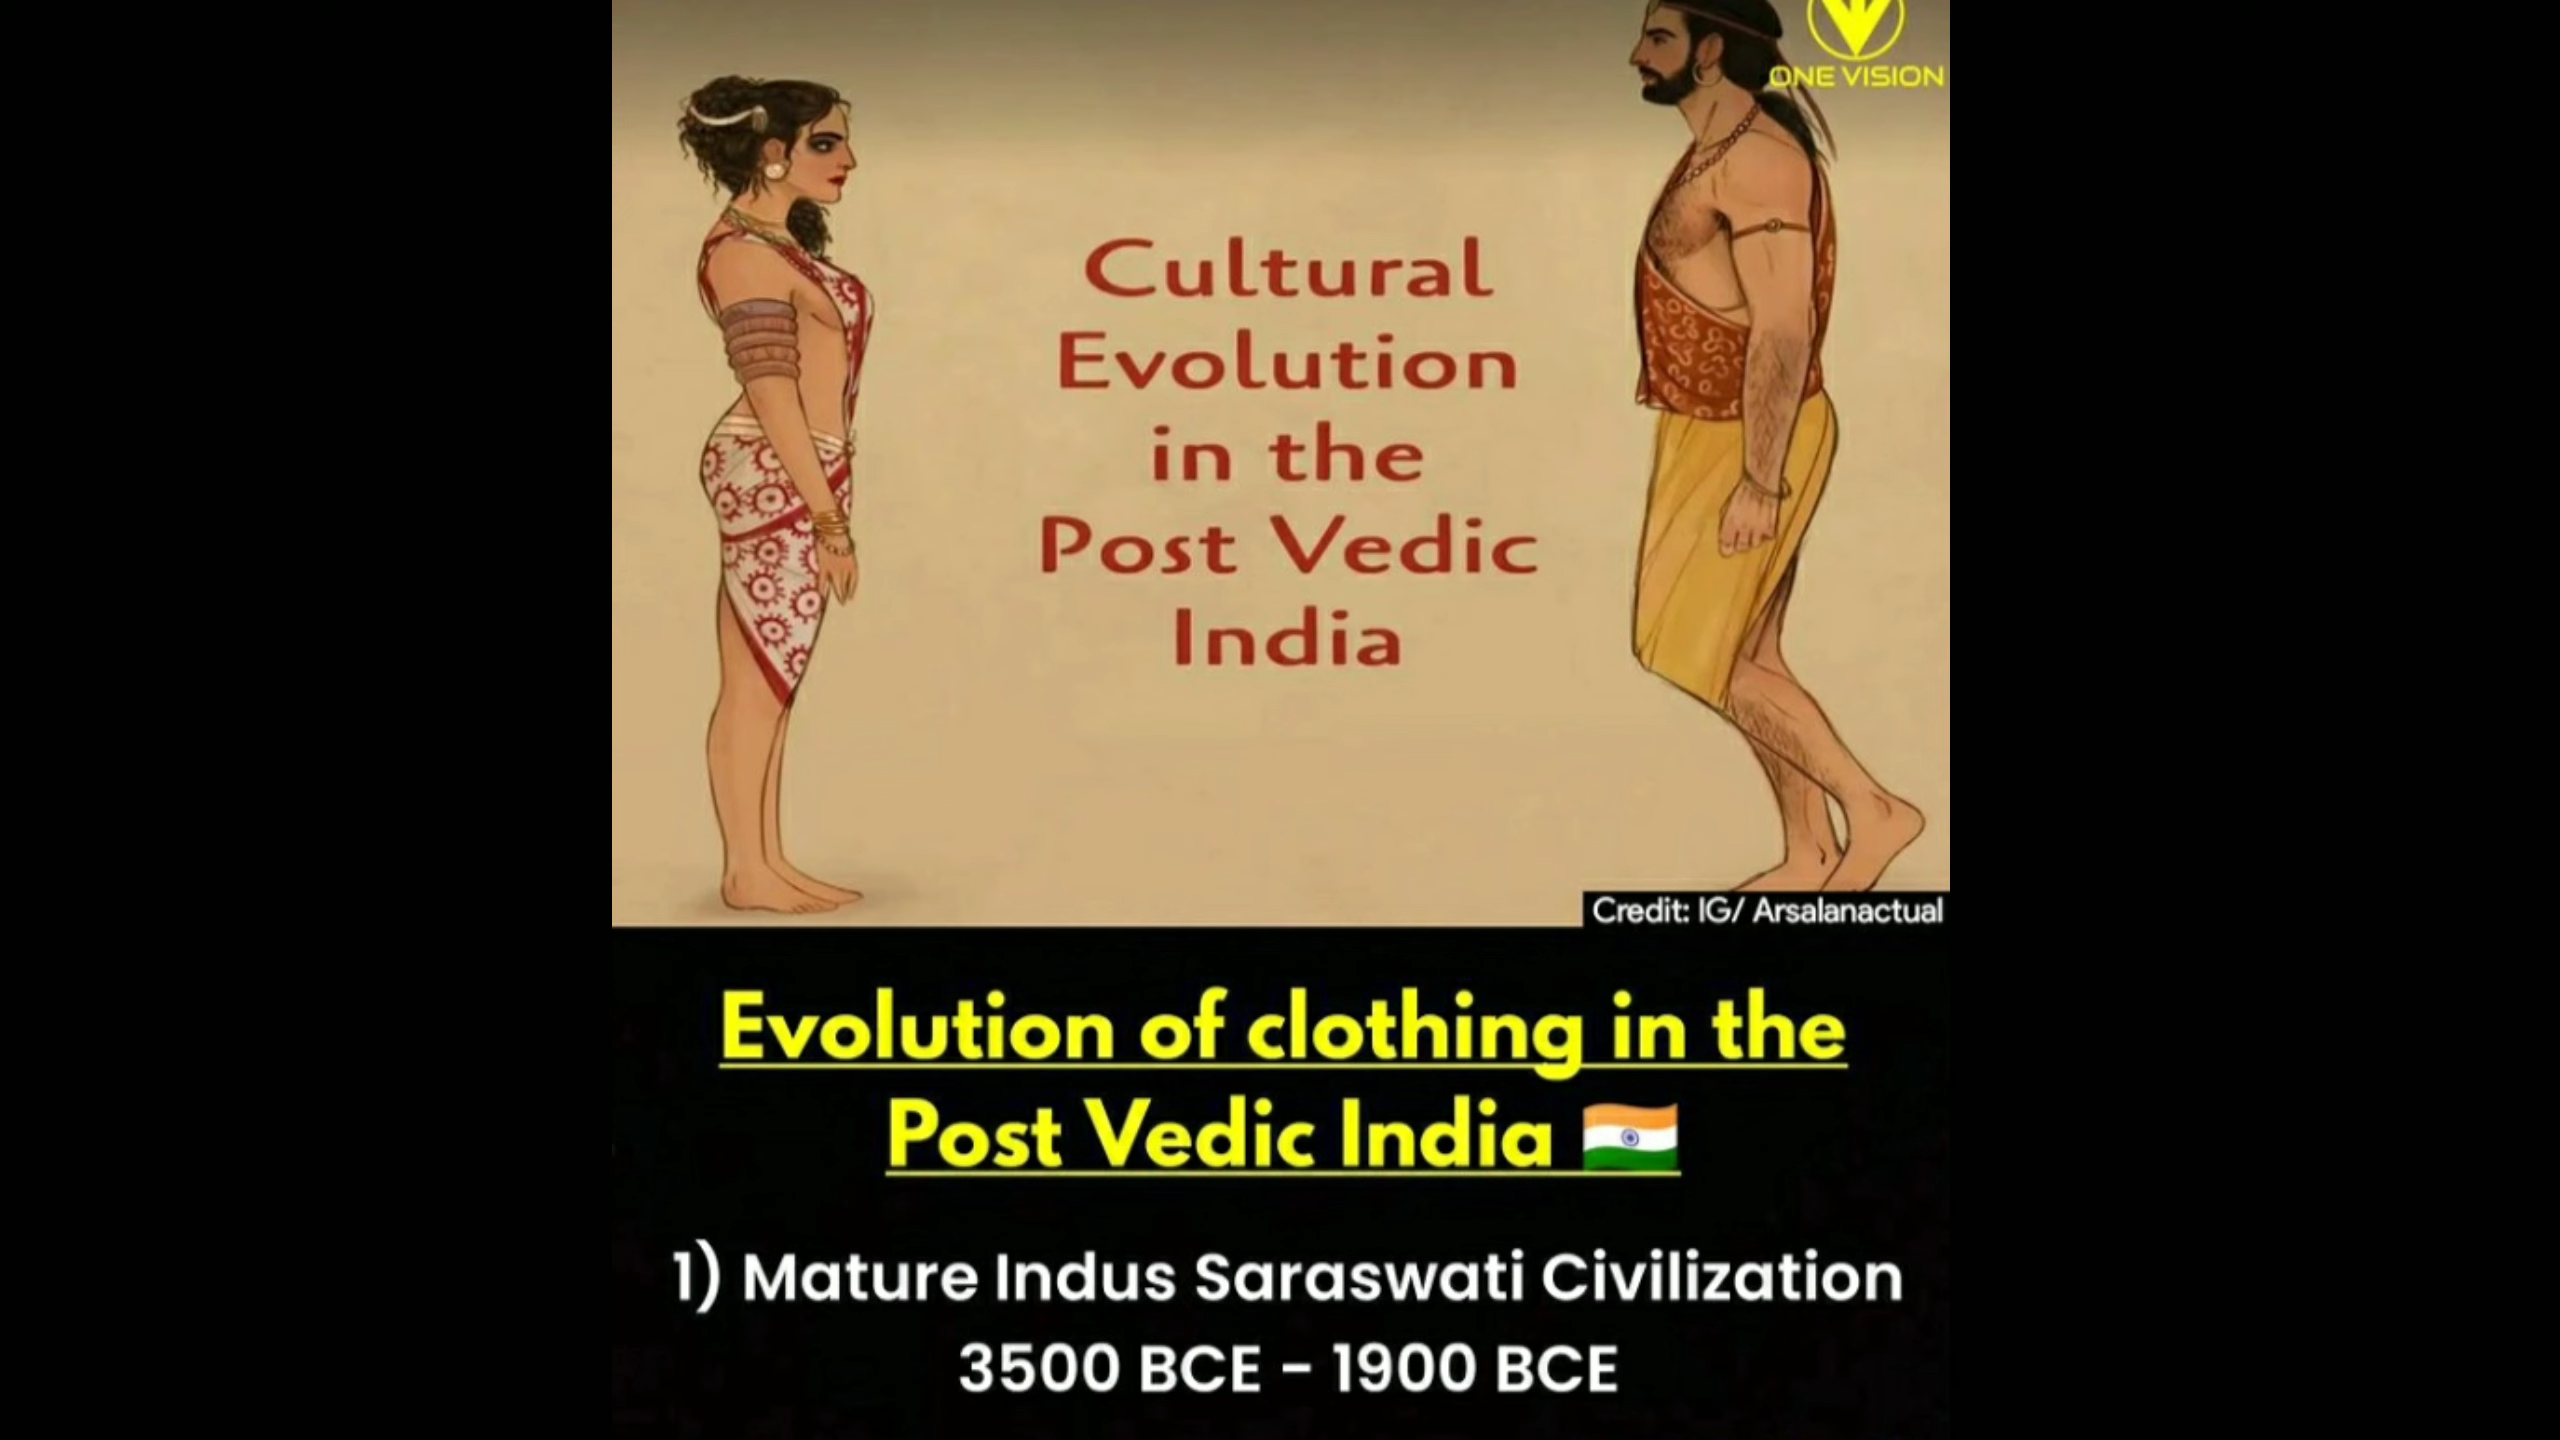 ONE VISION
Cultural
Evolution
in the
Post Vedic
India
Credit: IG/ Arsalanactual
Evolution of clothing in the
Post Vedic India 🇮🇳
1) Mature Indus Saraswati Civilization
3500 BCE - 1900 BCE